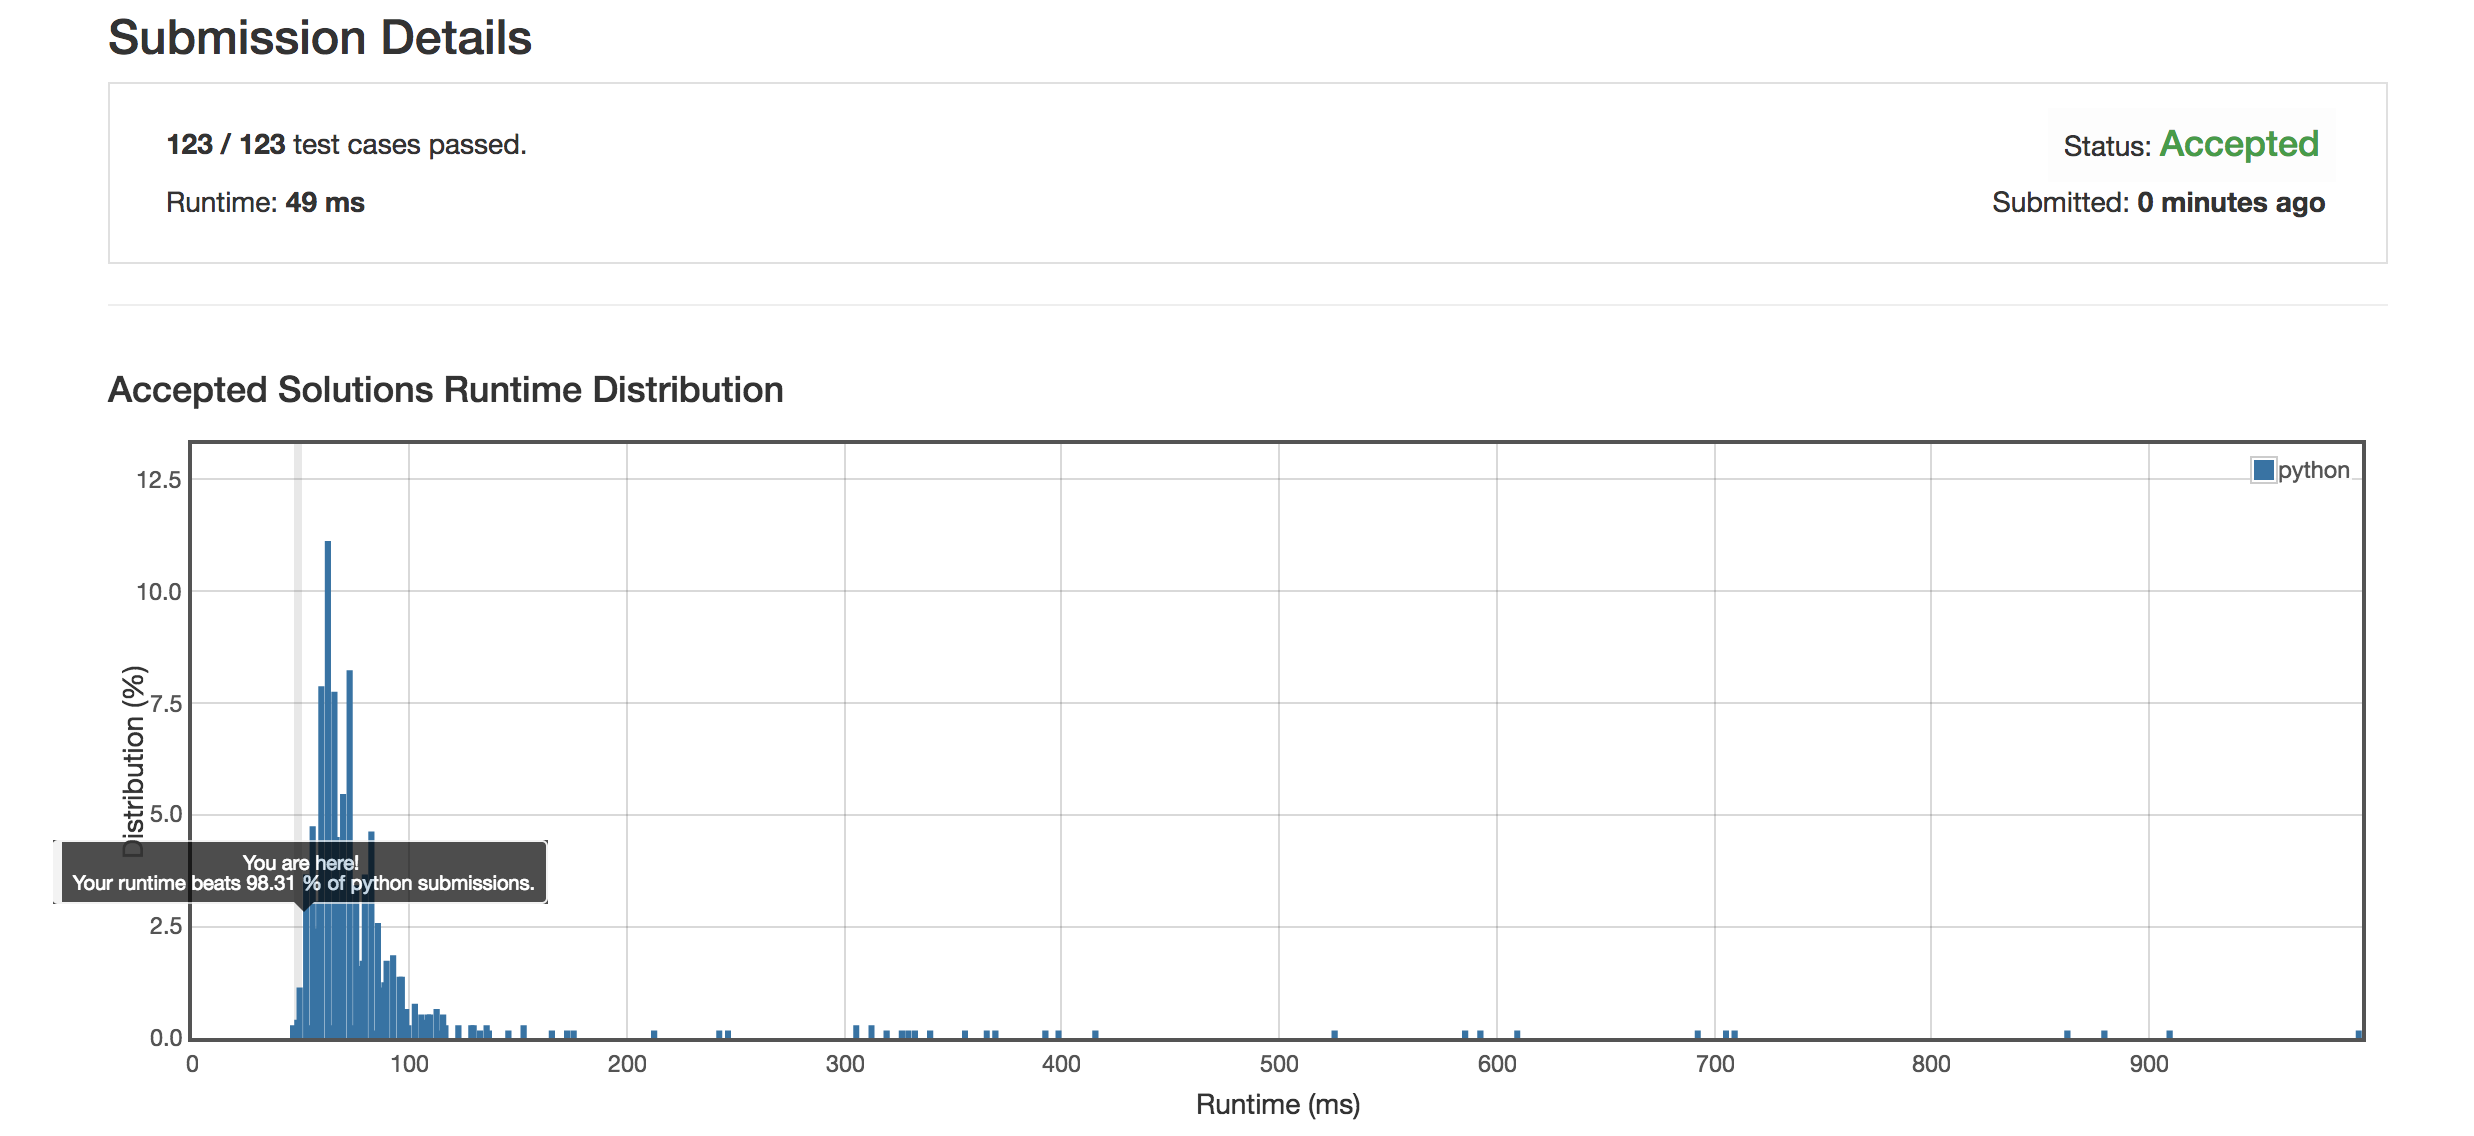 Submission Details
123 / 123 test cases passed.
Status: Accepted
Runtime: 49 ms
Submitted: 0 minutes ago
Accepted Solutions Runtime Distribution
python
12.5
10.0
7.5
5.0
2.5
0.0
Distribution (%)
You are here!
Your runtime beats 98.31 % of python submissions.
0
100
200
300
400
500
600
700
800
900
Runtime (ms)